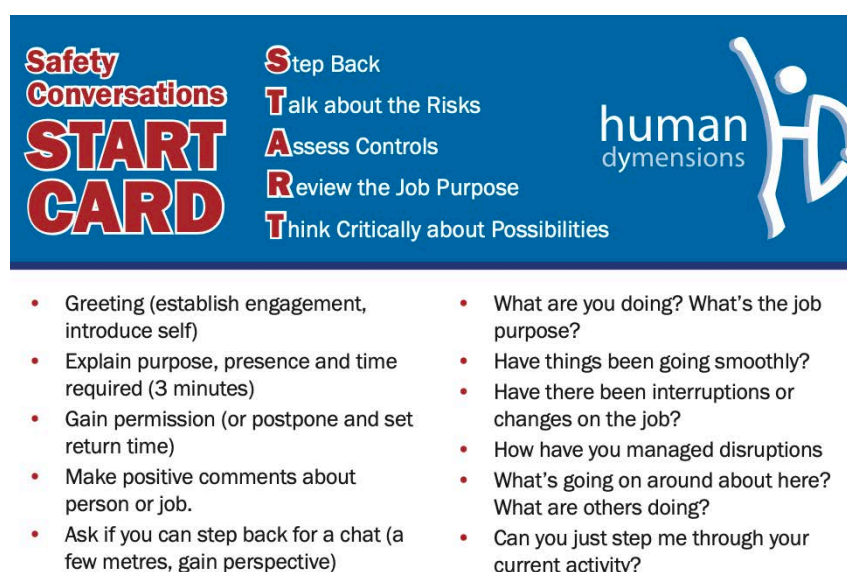 Safety
Conversations
START
CARD
Step Back
Talk about the Risks
Assess Controls
Review the Job Purpose
Think Critically about Possibilities
human
dymensions
HD
• Greeting (establish engagement,
introduce self)
• Explain purpose, presence and time
required (3 minutes)
• Gain permission (or postpone and set
return time)
• Make positive comments about
person or job.
• Ask if you can step back for a chat (a
few metres, gain perspective)
• What are you doing? What's the job
purpose?
• Have things been going smoothly?
• Have there been interruptions or
changes on the job?
• How have you managed disruptions
• What's going on around about here?
What are others doing?
• Can you just step me through your
current activity?